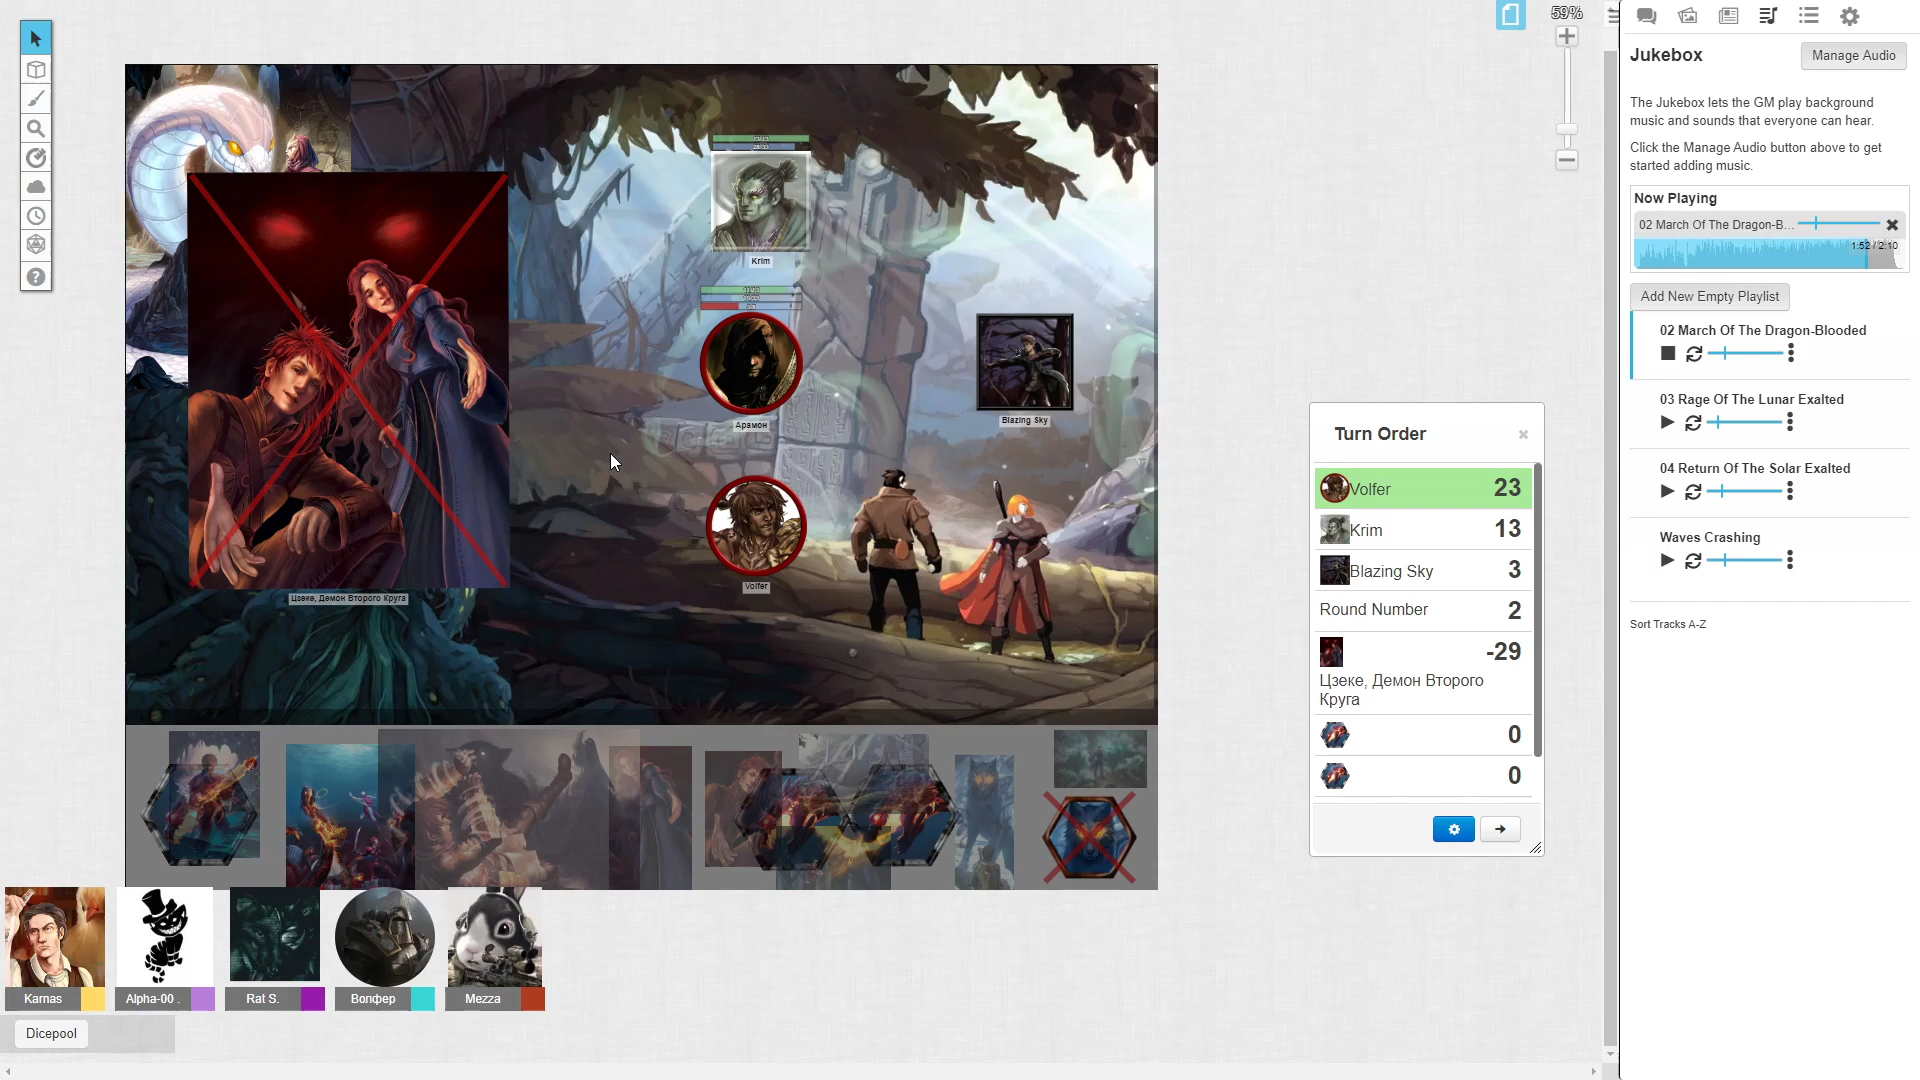 59%
Jukebox
Manage Audio
The Jukebox lets the GM play background
music and sounds that everyone can hear.
Click the Manage Audio button above to get
started adding music.
Now Playing
02 March Of The Dragon-B...
1:52 / 2:10
Add New Empty Playlist
02 March Of The Dragon-Blooded
03 Rage Of The Lunar Exalted
04 Return Of The Solar Exalted
Waves Crashing
Sort Tracks A-Z
Krim
Арамон
Blazing Sky
Volfer
Цзеке, Демон Второго Круга
Turn Order
Volfer 23
Krim 13
Blazing Sky 3
Round Number 2
-29
Цзеке, Демон Второго
Круга
0
0
Karnas
Alpha-00 .
Rat S.
Волфер
Mezza
Dicepool